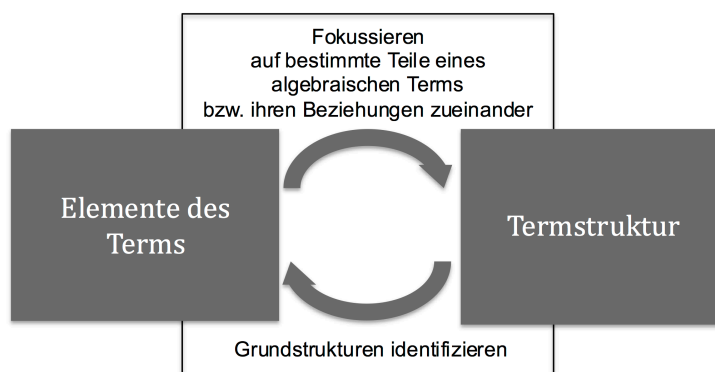 Fokussieren
auf bestimmte Teile eines
algebraischen Terms
bzw. ihren Beziehungen zueinander
Elemente des
Terms
Termstruktur
Grundstrukturen identifizieren